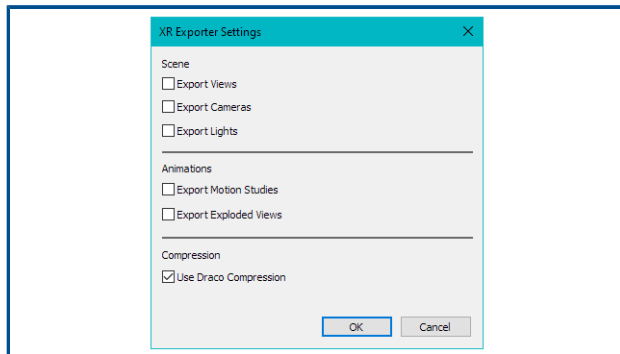 XR Exporter Settings
Scene
Export Views
Export Cameras
Export Lights
Animations
Export Motion Studies
Export Exploded Views
Compression
Use Draco Compression
OK Cancel